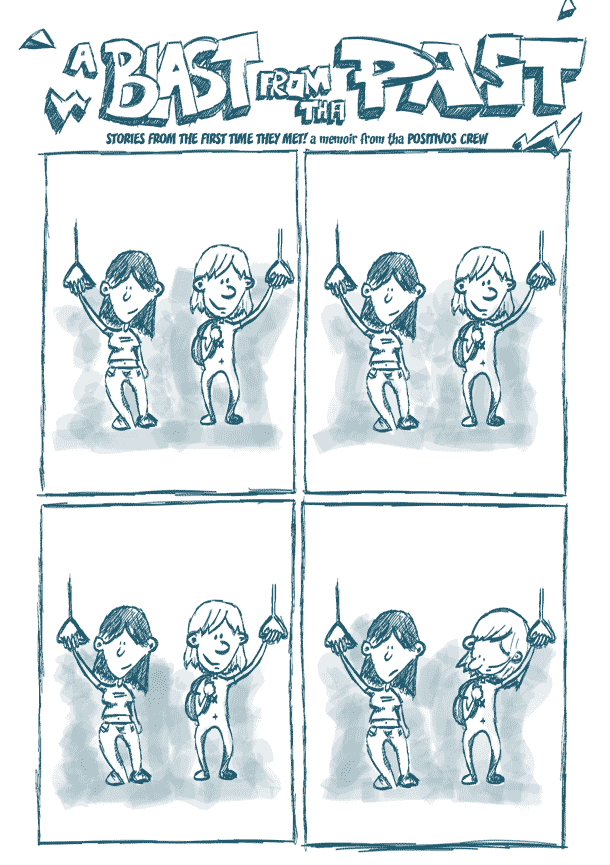 A BLAST FROM THA PAST
STORIES FROM THE FIRST TIME THEY MET! a memoir from tha POSITIVOS CREW